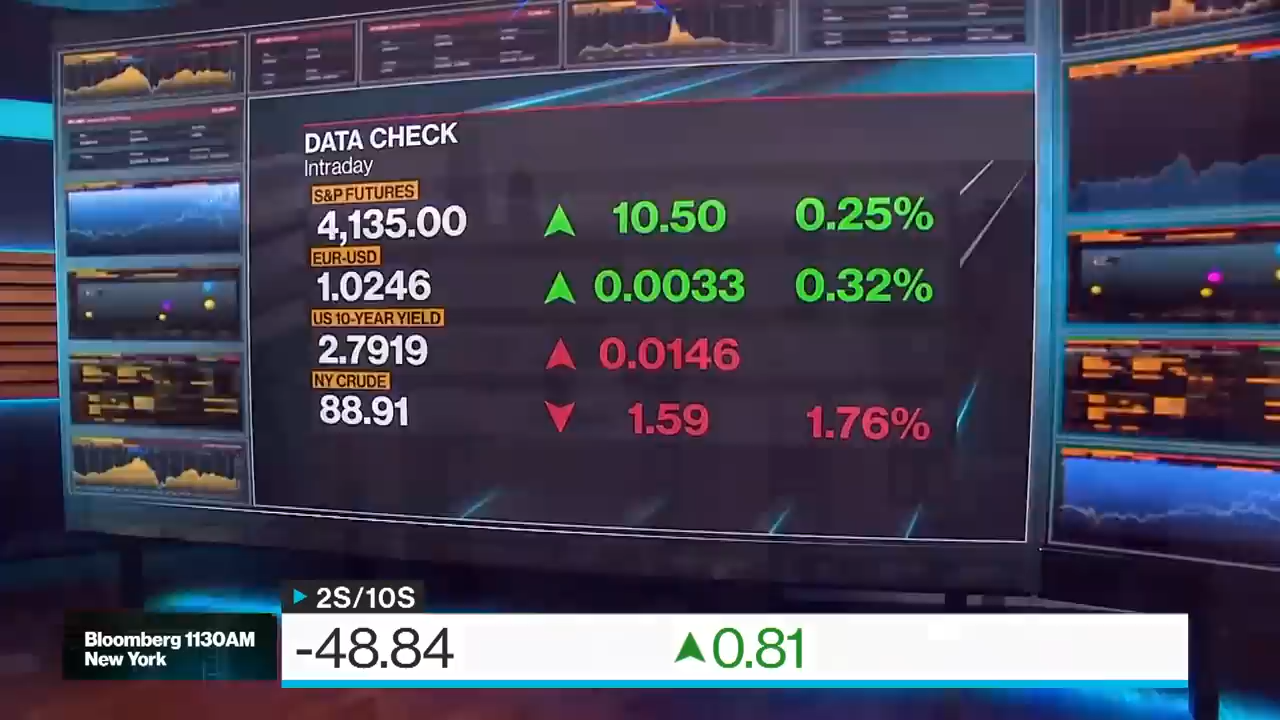 DATA CHECK
Intraday
S&P FUTURES
4,135.00 ▲ 10.50 0.25%
EUR-USD
1.0246 ▲ 0.0033 0.32%
US 10-YEAR YIELD
2.7919 ▲ 0.0146
NY CRUDE
88.91 ▼ 1.59 1.76%
2S/10S
-48.84 ▲0.81
Bloomberg 1130AM
New York